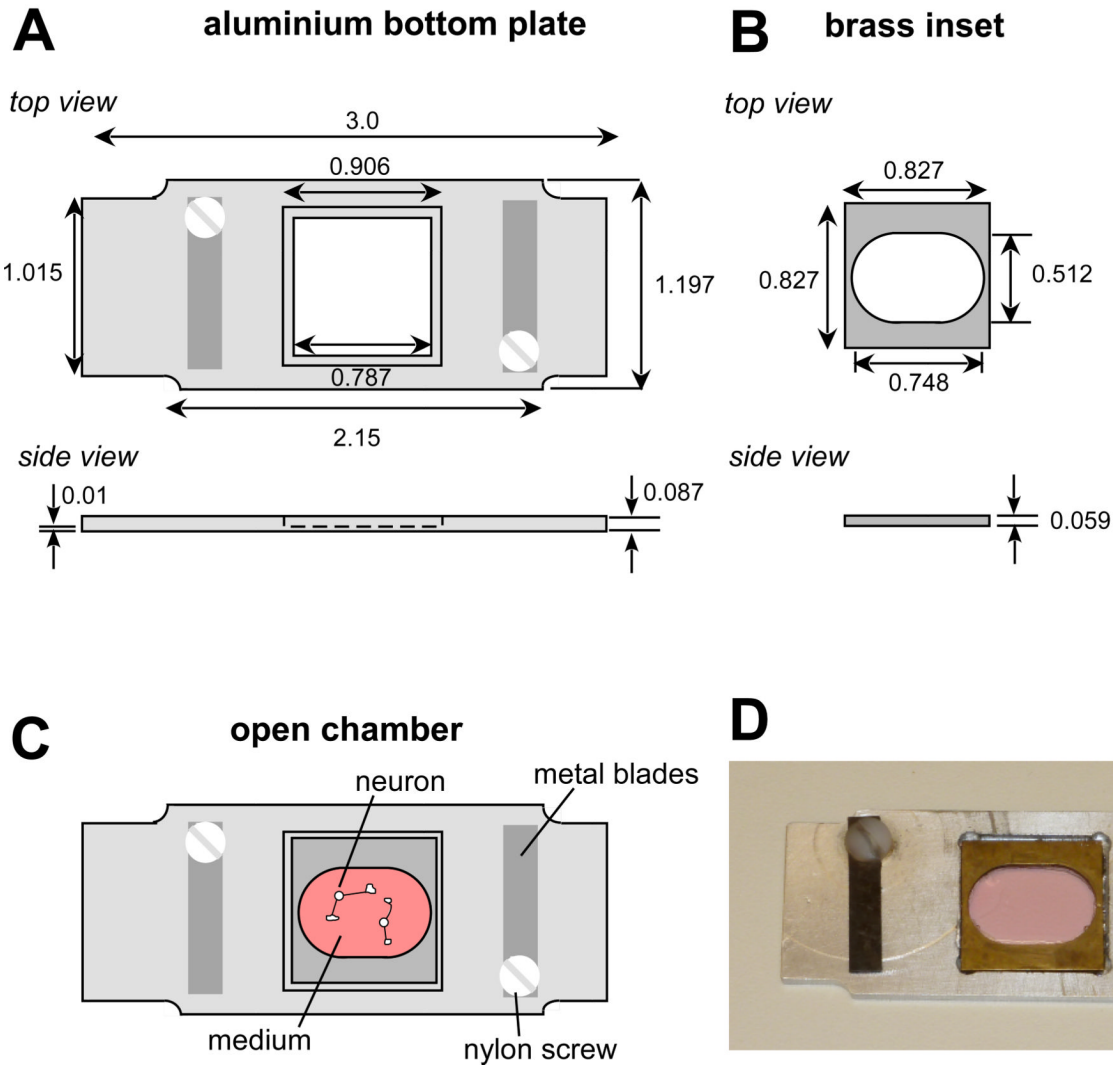 A
aluminium bottom plate
top view
3.0
0.906
1.015
1.197
0.787
2.15
side view
0.01
0.087
B
brass inset
top view
0.827
0.827
0.512
0.748
side view
0.059
C
open chamber
neuron
metal blades
medium
nylon screw
D